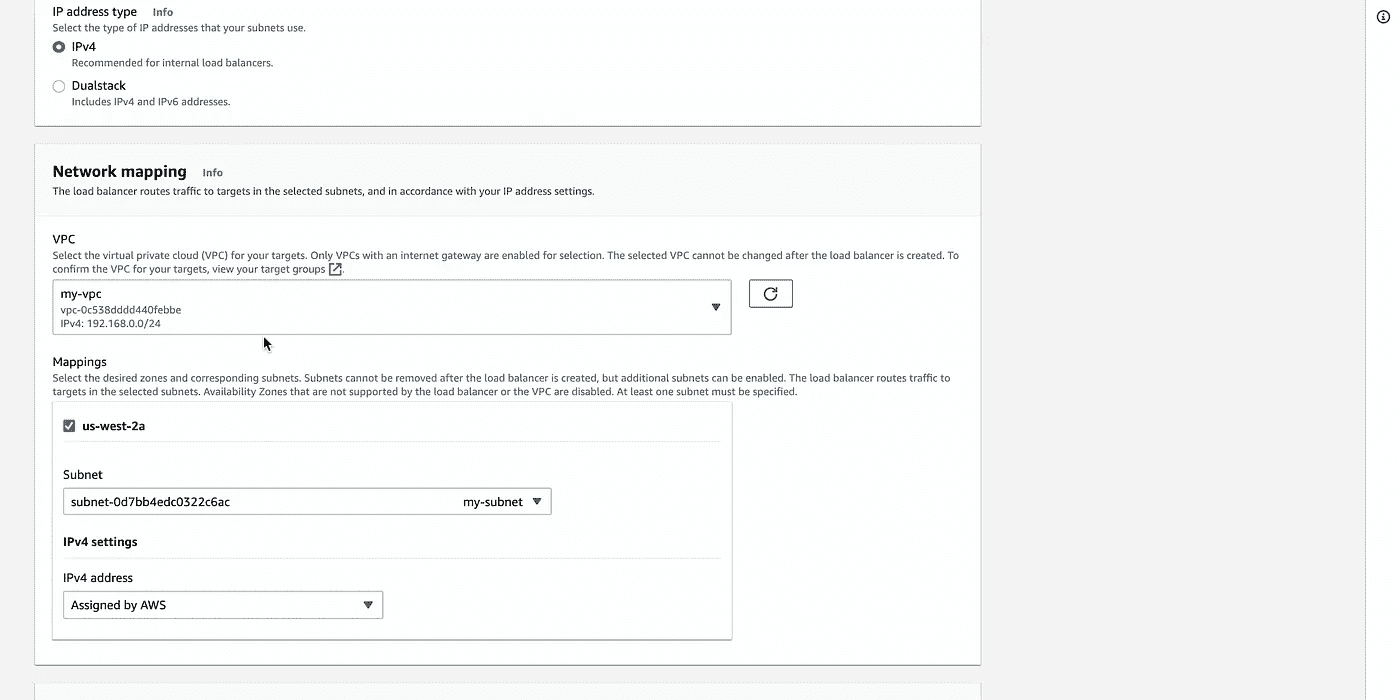 IP address type Info
Select the type of IP addresses that your subnets use.
IPv4
Recommended for internal load balancers.
Dualstack
Includes IPv4 and IPv6 addresses.
Network mapping Info
The load balancer routes traffic to targets in the selected subnets, and in accordance with your IP address settings.
VPC
Select the virtual private cloud (VPC) for your targets. Only VPCs with an internet gateway are enabled for selection. The selected VPC cannot be changed after the load balancer is created. To
confirm the VPC for your targets, view your target groups
my-vpc
vpc-0c538dddd440febbe
IPv4: 192.168.0.0/24
Mappings
Select the desired zones and corresponding subnets. Subnets cannot be removed after the load balancer is created, but additional subnets can be enabled. The load balancer routes traffic to
targets in the selected subnets. Availability Zones that are not supported by the load balancer or the VPC are disabled. At least one subnet must be specified.
us-west-2a
Subnet
subnet-0d7bb4edc0322c6ac my-subnet
IPv4 settings
IPv4 address
Assigned by AWS